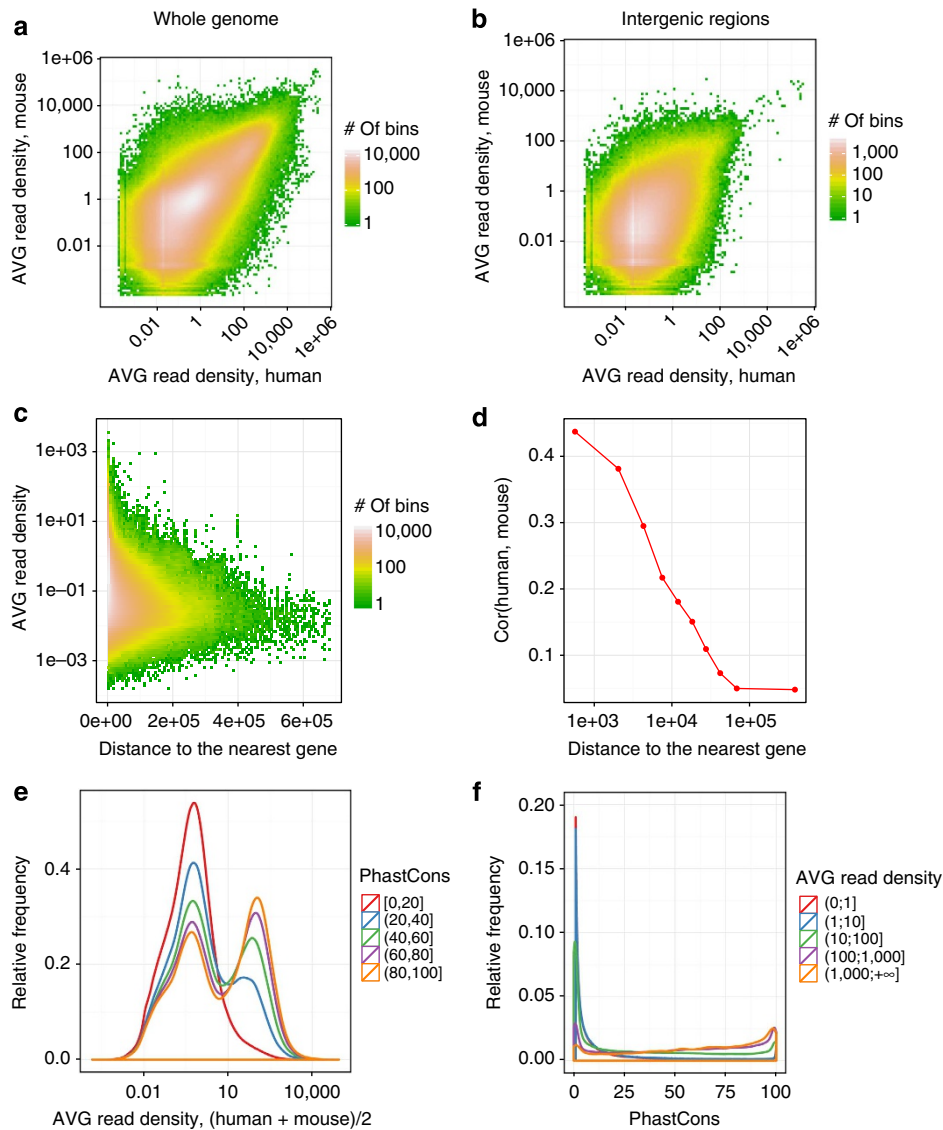 a
Whole genome
1e+06
10,000
100
1
0.01
AVG read density, mouse
0.01
1
100
10,000
1e+06
AVG read density, human
# Of bins
10,000
100
1
b
Intergenic regions
1e+06
10,000
100
1
0.01
AVG read density, mouse
0.01
1
100
10,000
1e+06
AVG read density, human
# Of bins
1,000
100
10
1
c
1e+03
1e+01
1e−01
1e−03
AVG read density
0e+00
2e+05
4e+05
6e+05
Distance to the nearest gene
# Of bins
10,000
100
1
d
0.4
0.3
0.2
0.1
Cor(human, mouse)
1e+03
1e+04
1e+05
Distance to the nearest gene
e
0.4
0.2
0.0
Relative frequency
0.01
10
10,000
AVG read density, (human + mouse)/2
PhastCons
[0,20]
(20,40]
(40,60]
(60,80]
(80,100]
f
0.20
0.15
0.10
0.05
0.00
Relative frequency
0
25
50
75
100
PhastCons
AVG read density
(0;1]
(1;10]
(10;100]
(100;1,000]
(1,000;+∞]